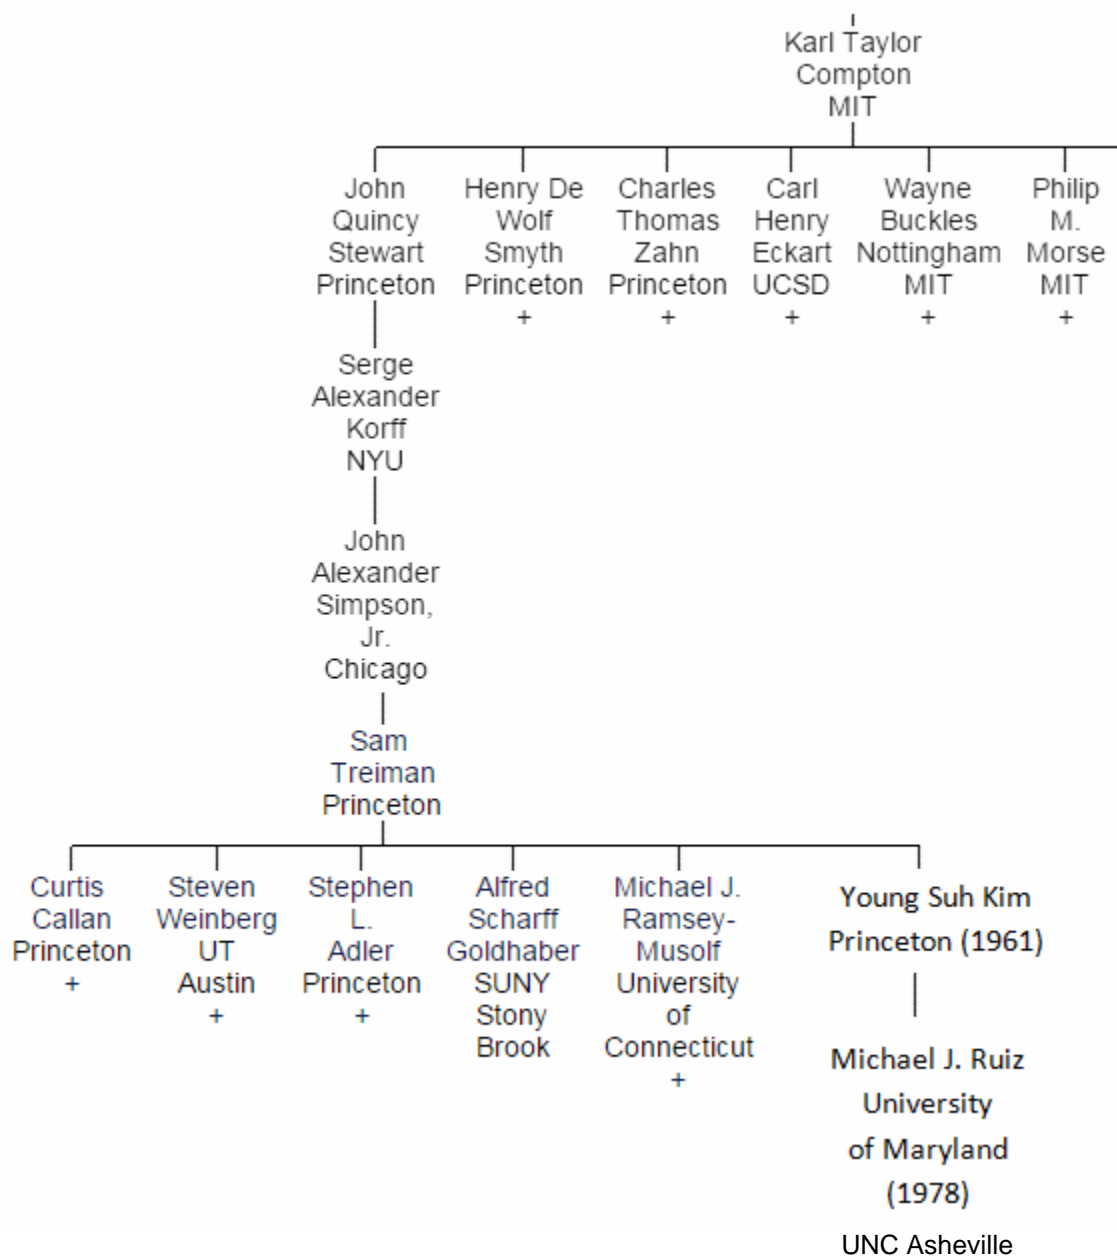 Karl Taylor
Compton
MIT
John
Quincy
Stewart
Princeton
Henry De
Wolf
Smyth
Princeton
+
Charles
Thomas
Zahn
Princeton
+
Carl
Henry
Eckart
UCSD
+
Wayne
Buckles
Nottingham
MIT
+
Philip
M.
Morse
MIT
+
Serge
Alexander
Korff
NYU
John
Alexander
Simpson,
Jr.
Chicago
Sam
Treiman
Princeton
Curtis
Callan
Princeton
+
Steven
Weinberg
UT
Austin
+
Stephen
L.
Adler
Princeton
+
Alfred
Scharff
Goldhaber
SUNY
Stony
Brook
Michael J.
Ramsey-
Musolf
University
of
Connecticut
+
Young Suh Kim
Princeton (1961)
Michael J. Ruiz
University
of Maryland
(1978)
UNC Asheville